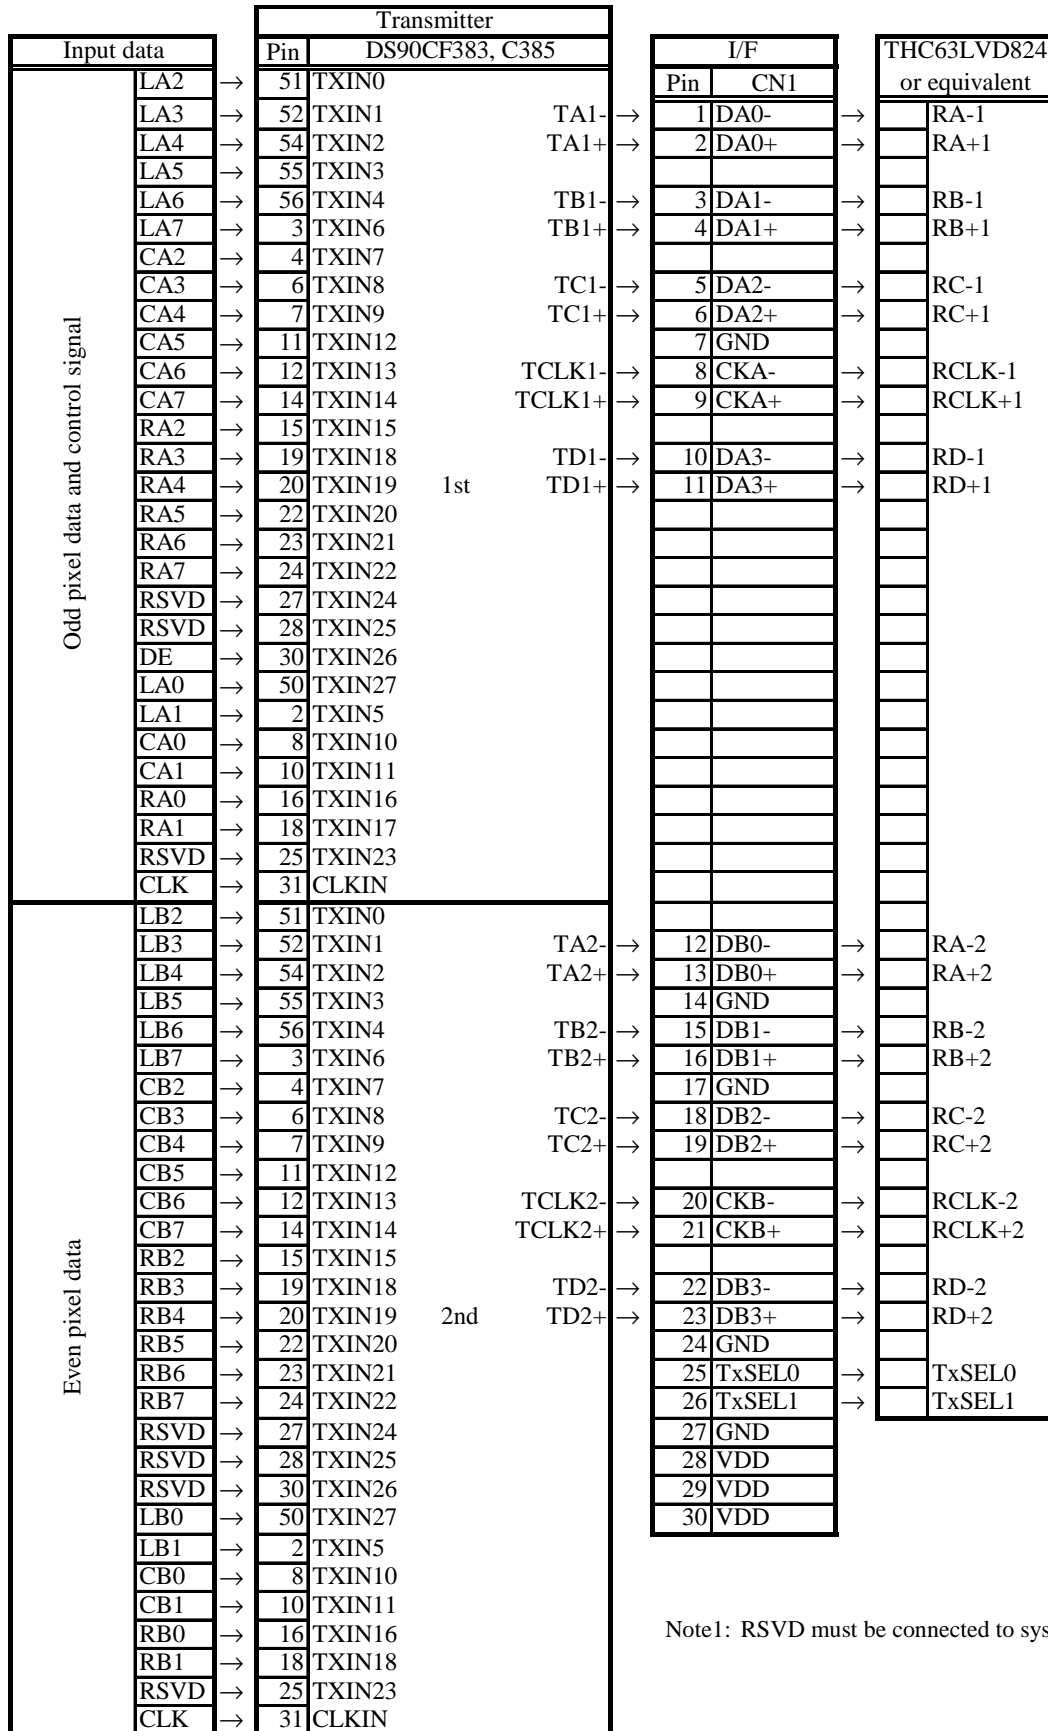 Transmitter
Input data Pin DS90CF383, C385 I/F THC63LVD824
LA2 → 51 TXIN0 Pin CN1 or equivalent
LA3 → 52 TXIN1 TA1- → 1 DA0- → RA-1
LA4 → 54 TXIN2 TA1+ → 2 DA0+ → RA+1
LA5 → 55 TXIN3
LA6 → 56 TXIN4 TB1- → 3 DA1- → RB-1
LA7 → 3 TXIN6 TB1+ → 4 DA1+ → RB+1
CA2 → 4 TXIN7
CA3 → 6 TXIN8 TC1- → 5 DA2- → RC-1
CA4 → 7 TXIN9 TC1+ → 6 DA2+ → RC+1
CA5 → 11 TXIN12 7 GND
CA6 → 12 TXIN13 TCLK1- → 8 CKA- → RCLK-1
CA7 → 14 TXIN14 TCLK1+ → 9 CKA+ → RCLK+1
RA2 → 15 TXIN15
RA3 → 19 TXIN18 TD1- → 10 DA3- → RD-1
RA4 → 20 TXIN19 1st TD1+ → 11 DA3+ → RD+1
RA5 → 22 TXIN20
RA6 → 23 TXIN21
RA7 → 24 TXIN22
RSVD → 27 TXIN24
RSVD → 28 TXIN25
DE → 30 TXIN26
LA0 → 50 TXIN27
LA1 → 2 TXIN5
CA0 → 8 TXIN10
CA1 → 10 TXIN11
RA0 → 16 TXIN16
RA1 → 18 TXIN17
RSVD → 25 TXIN23
CLK → 31 CLKIN
Odd pixel data and control signal
LB2 → 51 TXIN0
LB3 → 52 TXIN1 TA2- → 12 DB0- → RA-2
LB4 → 54 TXIN2 TA2+ → 13 DB0+ → RA+2
LB5 → 55 TXIN3 14 GND
LB6 → 56 TXIN4 TB2- → 15 DB1- → RB-2
LB7 → 3 TXIN6 TB2+ → 16 DB1+ → RB+2
CB2 → 4 TXIN7 17 GND
CB3 → 6 TXIN8 TC2- → 18 DB2- → RC-2
CB4 → 7 TXIN9 TC2+ → 19 DB2+ → RC+2
CB5 → 11 TXIN12
CB6 → 12 TXIN13 TCLK2- → 20 CKB- → RCLK-2
CB7 → 14 TXIN14 TCLK2+ → 21 CKB+ → RCLK+2
RB2 → 15 TXIN15
RB3 → 19 TXIN18 TD2- → 22 DB3- → RD-2
RB4 → 20 TXIN19 2nd TD2+ → 23 DB3+ → RD+2
RB5 → 22 TXIN20 24 GND
RB6 → 23 TXIN21 25 TxSEL0 → TxSEL0
RB7 → 24 TXIN22 26 TxSEL1 → TxSEL1
RSVD → 27 TXIN24 27 GND
RSVD → 28 TXIN25 28 VDD
RSVD → 30 TXIN26 29 VDD
LB0 → 50 TXIN27 30 VDD
LB1 → 2 TXIN5
CB0 → 8 TXIN10
CB1 → 10 TXIN11
RB0 → 16 TXIN16 Note1: RSVD must be connected to sys
RB1 → 18 TXIN18
RSVD → 25 TXIN23
CLK → 31 CLKIN
Even pixel data